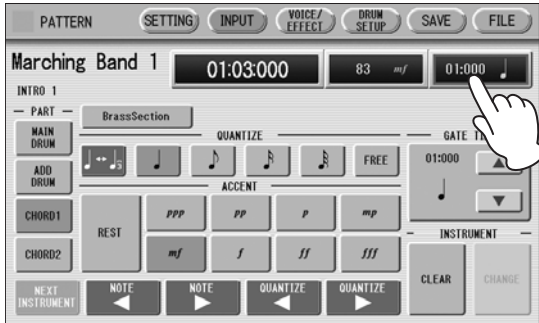 PATTERN SETTING INPUT VOICE/ EFFECT DRUM SETUP SAVE FILE
Marching Band 1 01:03:000 83 mf 01:000
INTRO 1
PART BrassSection
QUANTIZE GATE
MAIN DRUM FREE 01:000
ADD DRUM
ACCENT
CHORD1 REST ppp pp p mp
INSTRUMENT
CHORD2 mf f ff fff CLEAR CHANGE
NEXT INSTRUMENT NOTE NOTE QUANTIZE QUANTIZE